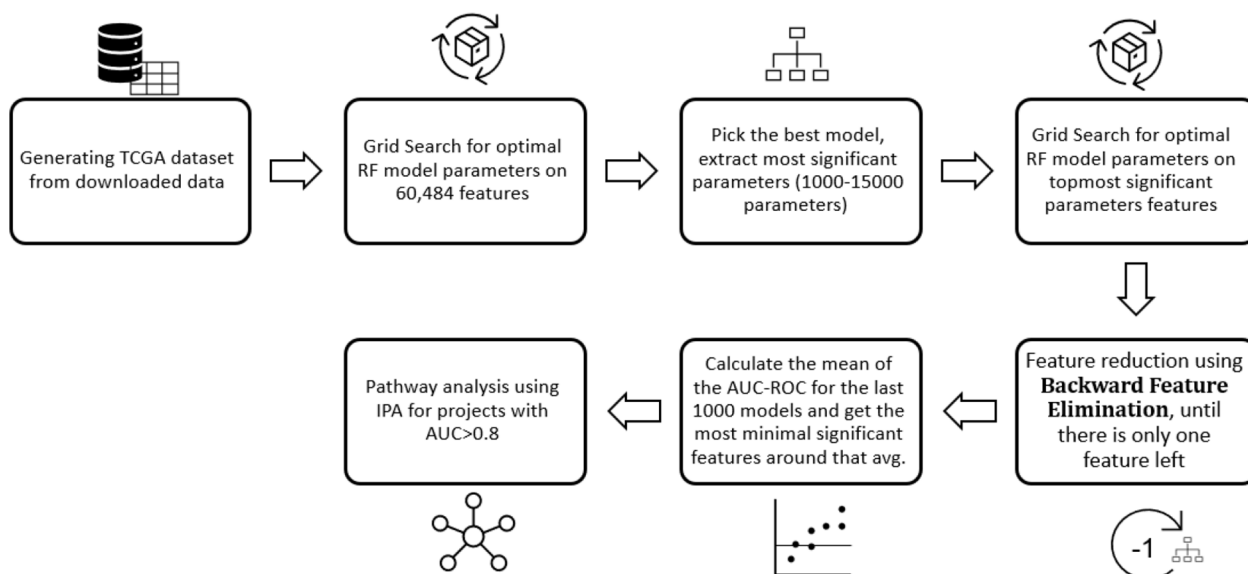 Generating TCGA dataset
from downloaded data
Grid Search for optimal
RF model parameters on
60,484 features
Pick the best model,
extract most significant
parameters (1000-15000
parameters)
Grid Search for optimal
RF model parameters on
topmost significant
parameters features
Feature reduction using
Backward Feature
Elimination, until
there is only one
feature left
Calculate the mean of
the AUC-ROC for the last
1000 models and get the
most minimal significant
features around that avg.
Pathway analysis using
IPA for projects with
AUC>0.8
-1